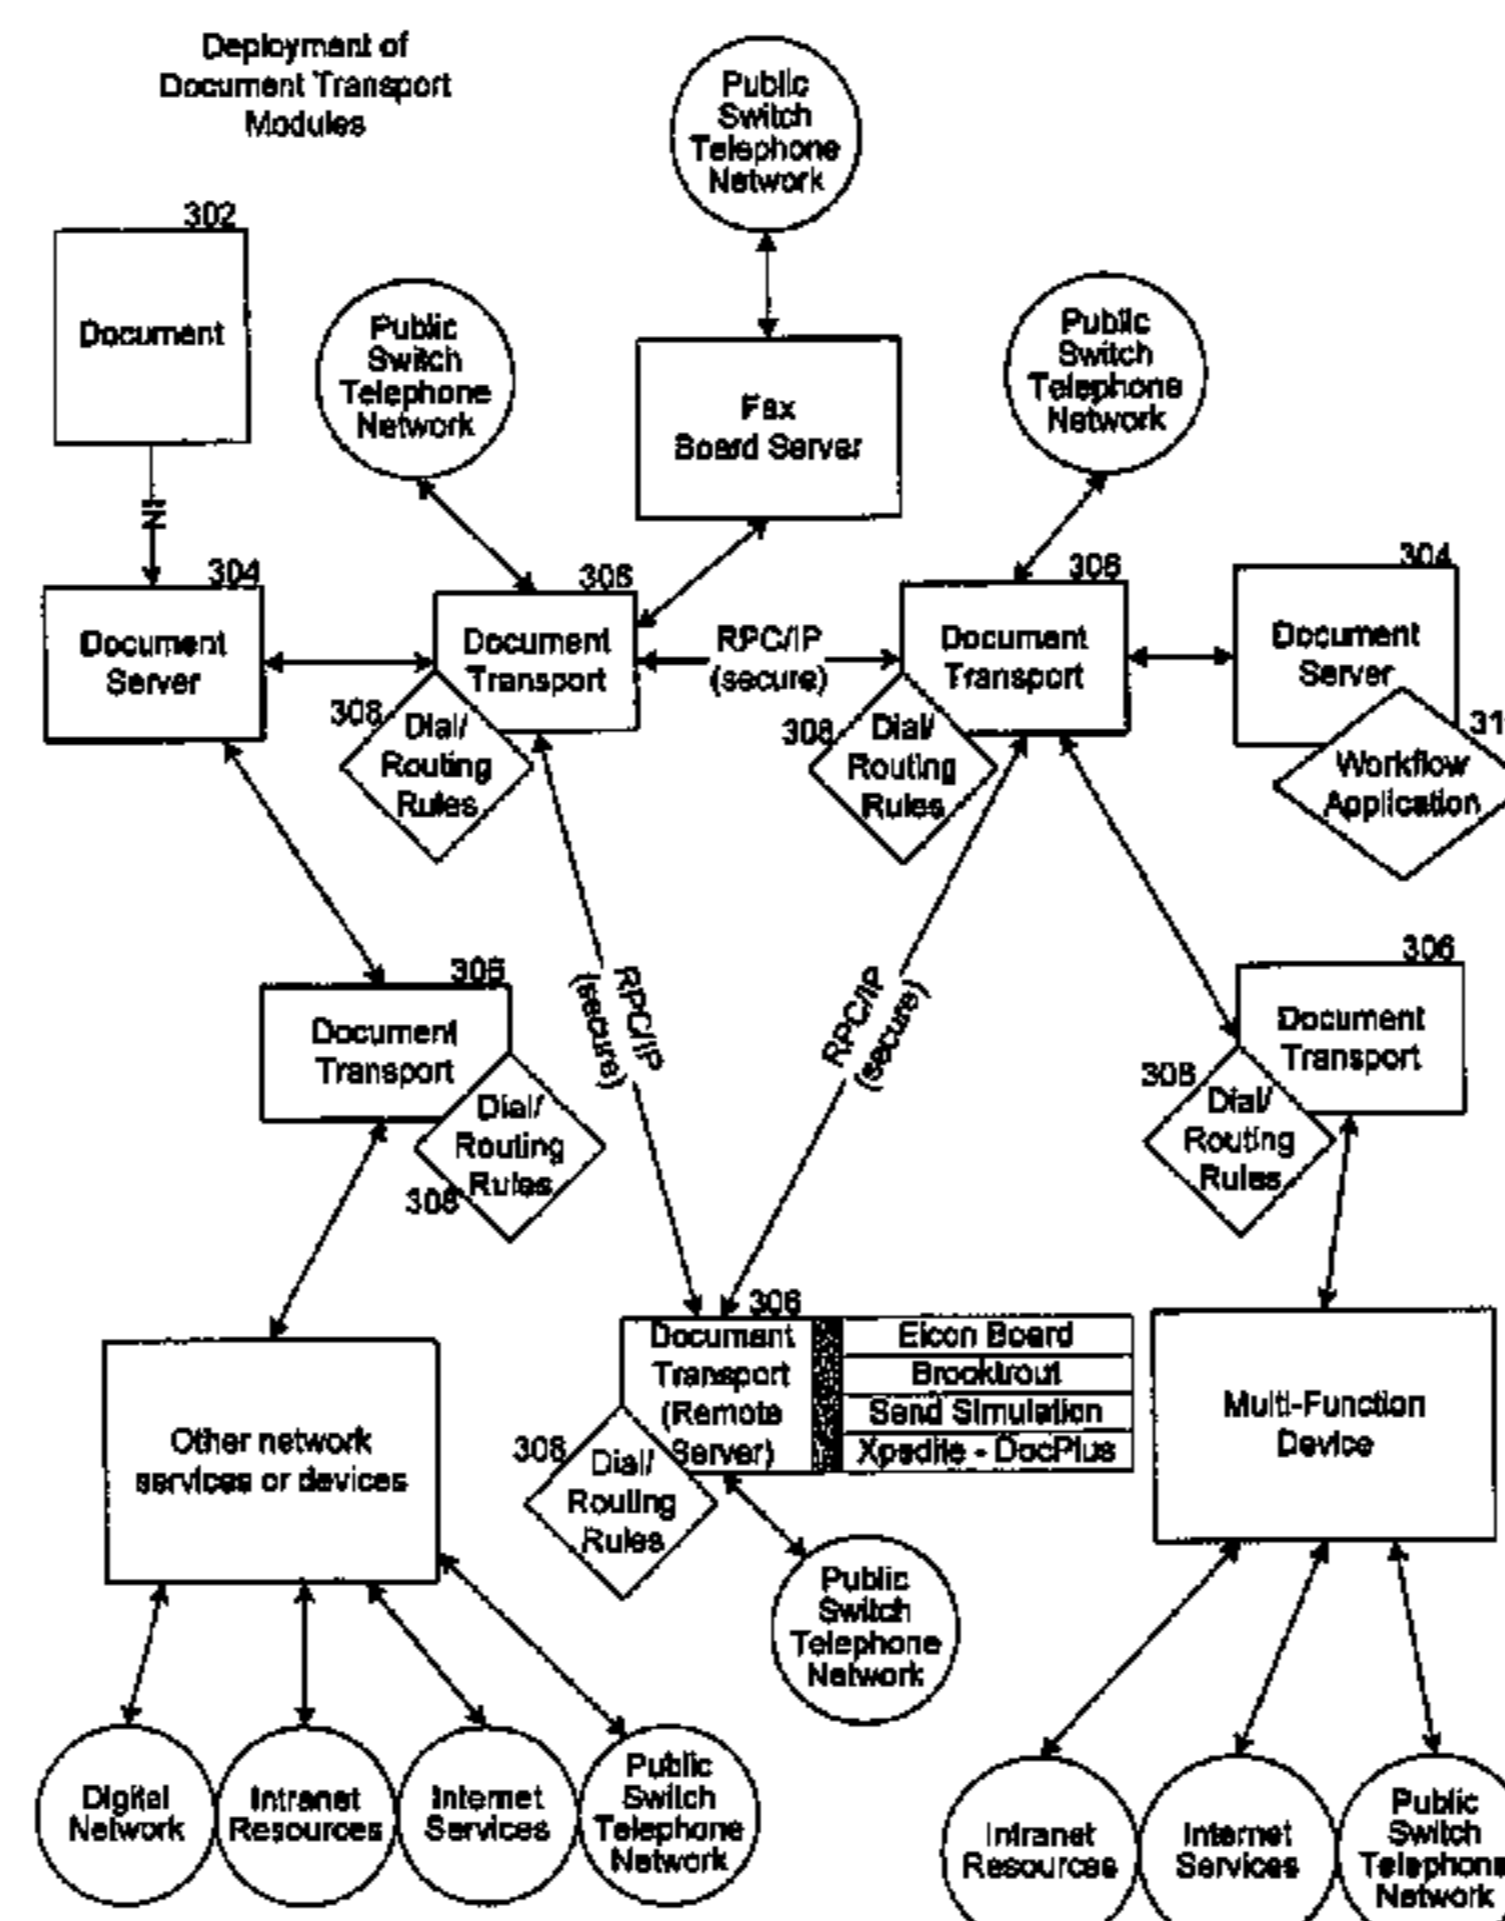 Deployment of
Document Transport
Modules
Public
Switch
Telephone
Network
302
Document
Public
Switch
Telephone
Network
Fax
Board Server
Public
Switch
Telephone
Network
IN
304
Document
Server
306
Document
Transport
308
Dial/
Routing
Rules
RPC/IP
(secure)
306
Document
Transport
308
Dial/
Routing
Rules
304
Document
Server
31
Workflow
Application
306
Document
Transport
Dial/
Routing
Rules
308
RPC/IP
(secure)
RPC/IP
(secure)
306
Document
Transport
308
Dial/
Routing
Rules
Other network
services or devices
306
Document
Transport
(Remote
Server)
308
Dial/
Routing
Rules
Eicon Board
Brooktrout
Send Simulation
Xpedite - DocPlus
Multi-Function
Device
Public
Switch
Telephone
Network
Digital
Network
Intranet
Resources
Internet
Services
Public
Switch
Telephone
Network
Intranet
Resources
Internet
Services
Public
Switch
Telephone
Network